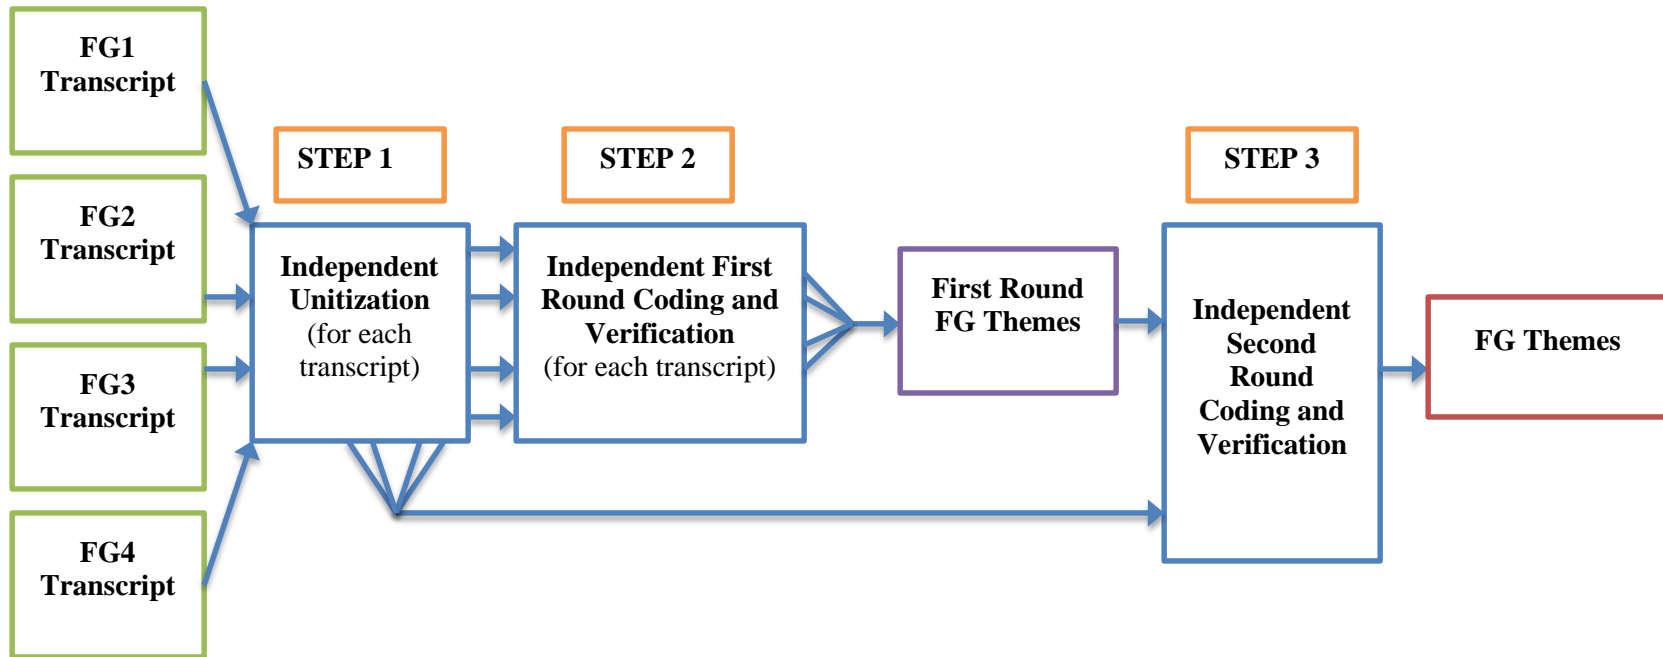 FG1
Transcript
FG2
Transcript
FG3
Transcript
FG4
Transcript
STEP 1
Independent
Unitization
(for each
transcript)
STEP 2
Independent First
Round Coding and
Verification
(for each transcript)
First Round
FG Themes
STEP 3
Independent
Second
Round
Coding and
Verification
FG Themes